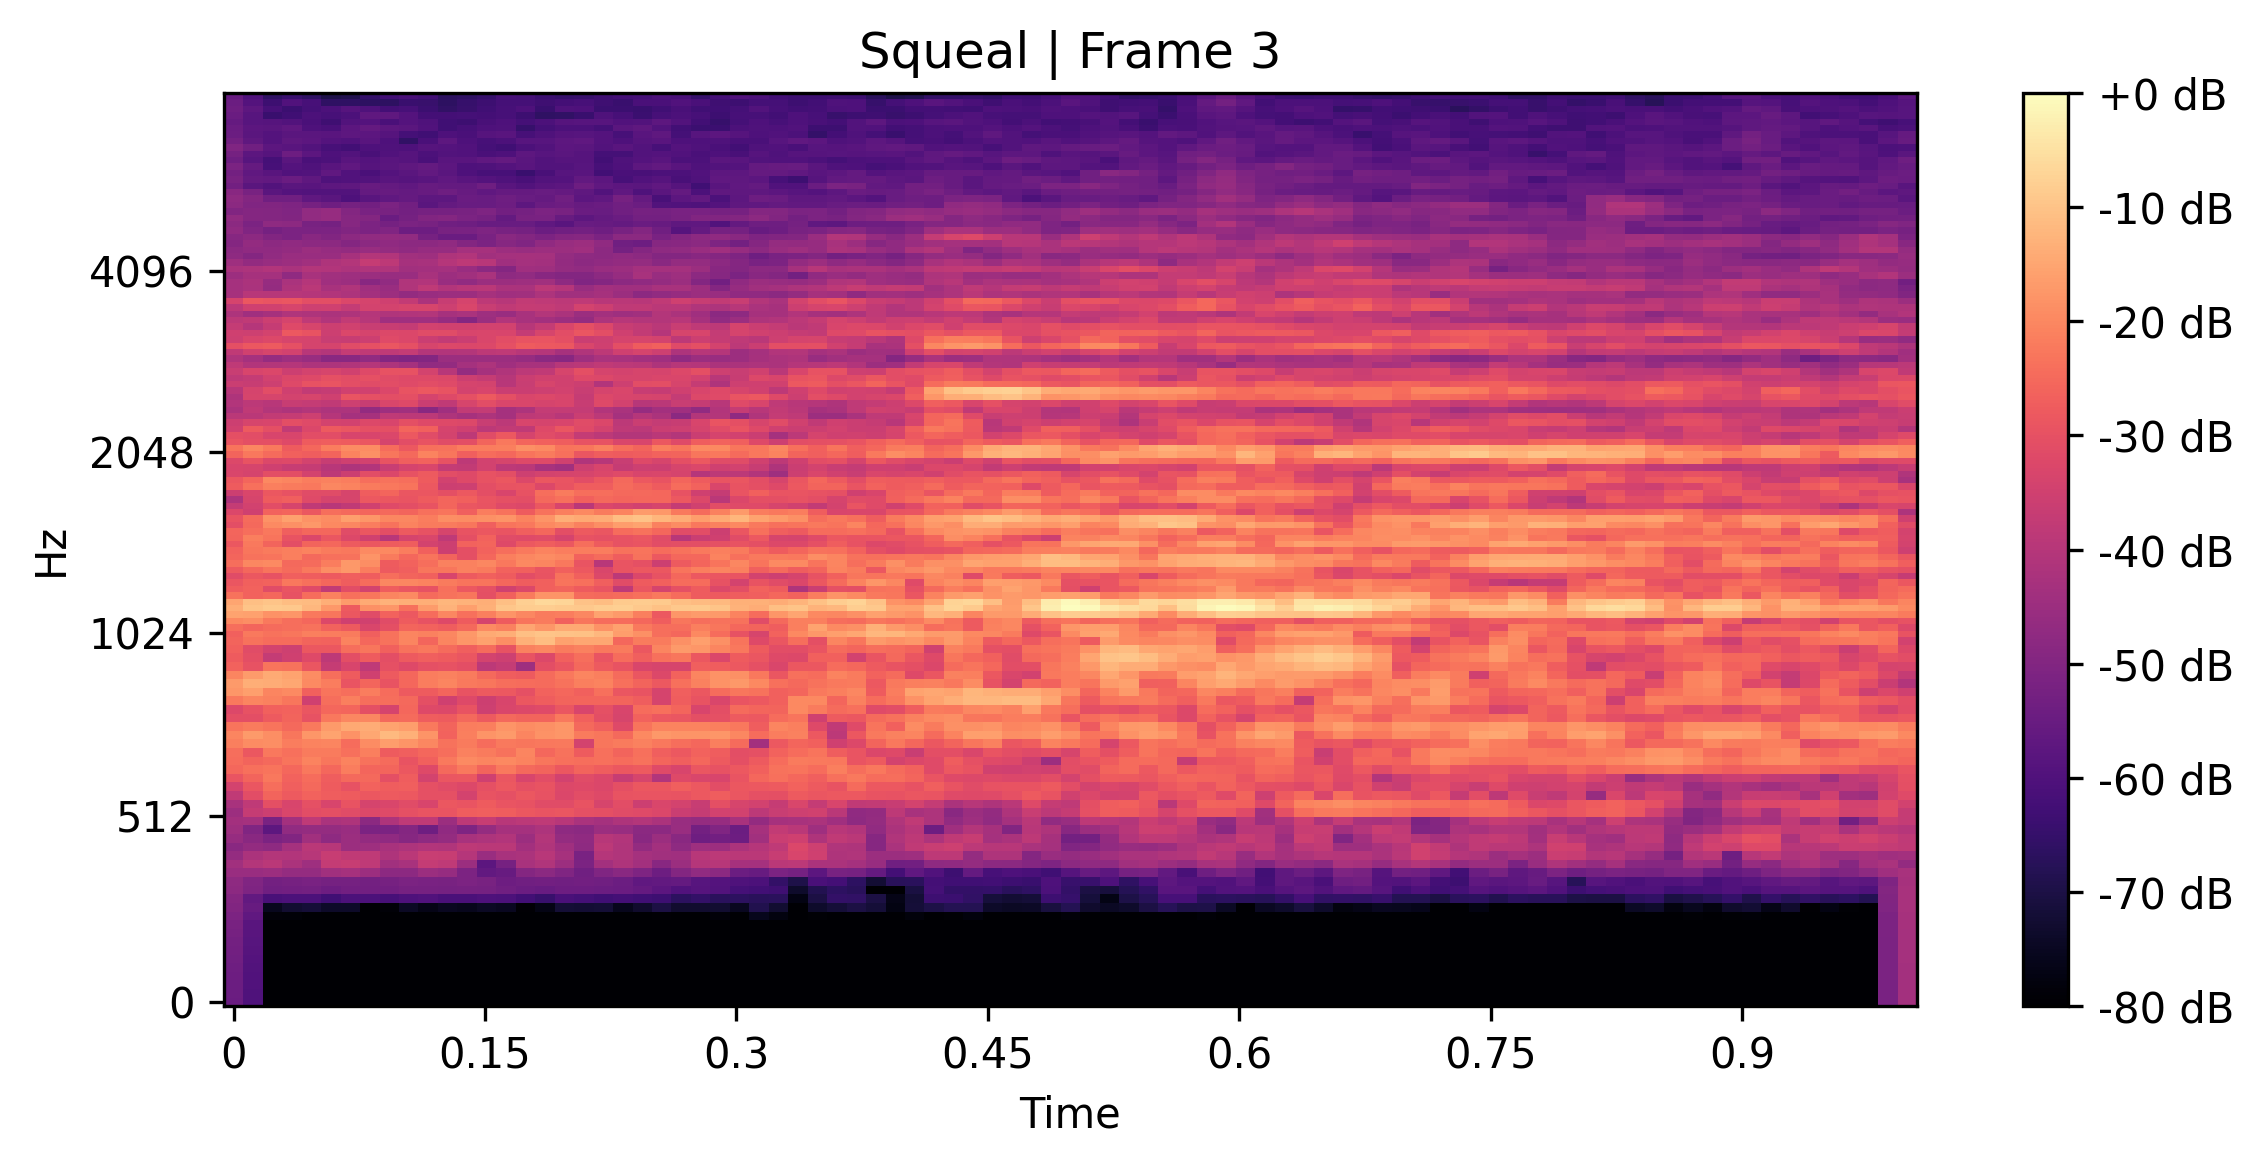 Squeal | Frame 3
+0 dB
-10 dB
-20 dB
-30 dB
-40 dB
-50 dB
-60 dB
-70 dB
-80 dB
Hz
4096
2048
1024
512
0
0 0.15 0.3 0.45 0.6 0.75 0.9
Time